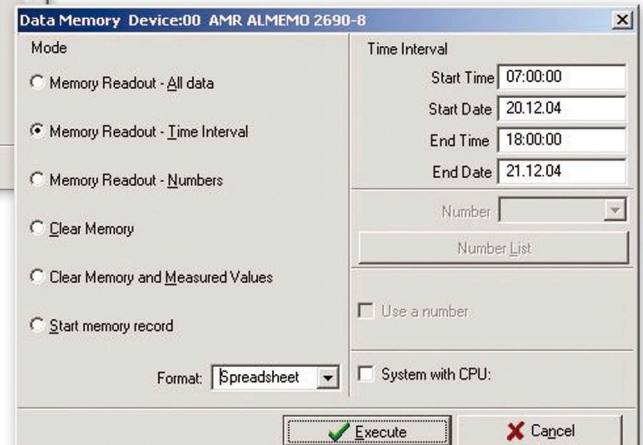 Data Memory Device:00 AMR ALMEMO 2690-8
Mode
Memory Readout - All data
Memory Readout - Time Interval
Memory Readout - Numbers
Clear Memory
Clear Memory and Measured Values
Start memory record
Format: Spreadsheet
Time Interval
Start Time 07:00:00
Start Date 20.12.04
End Time 18:00:00
End Date 21.12.04
Number
Number List
Use a number
System with CPU:
Execute
Cancel